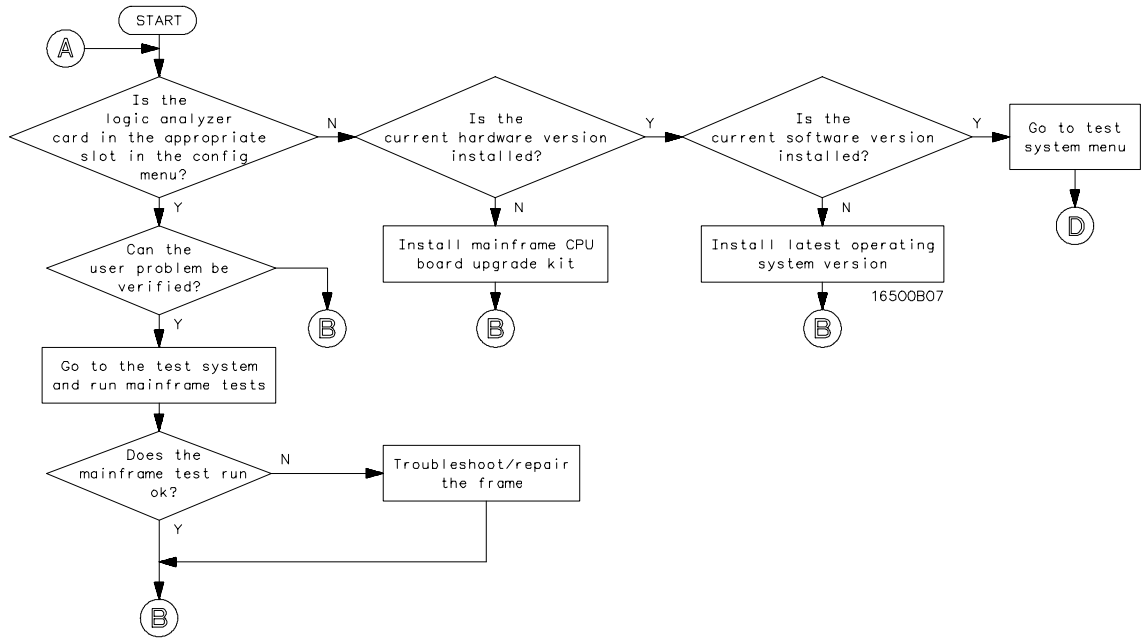 START
A
Is the
logic analyzer
card in the appropriate
slot in the config
menu?
N
Is the
current hardware version
installed?
Y
Is the
current software version
installed?
Y
Go to test
system menu
Y
N
N
D
Can the
user problem be
verified?
Install mainframe CPU
board upgrade kit
Install latest operating
system version
16500B07
Y
B
B
B
Go to the test system
and run mainframe tests
Does the
mainframe test run
ok?
N
Troubleshoot/repair
the frame
Y
B